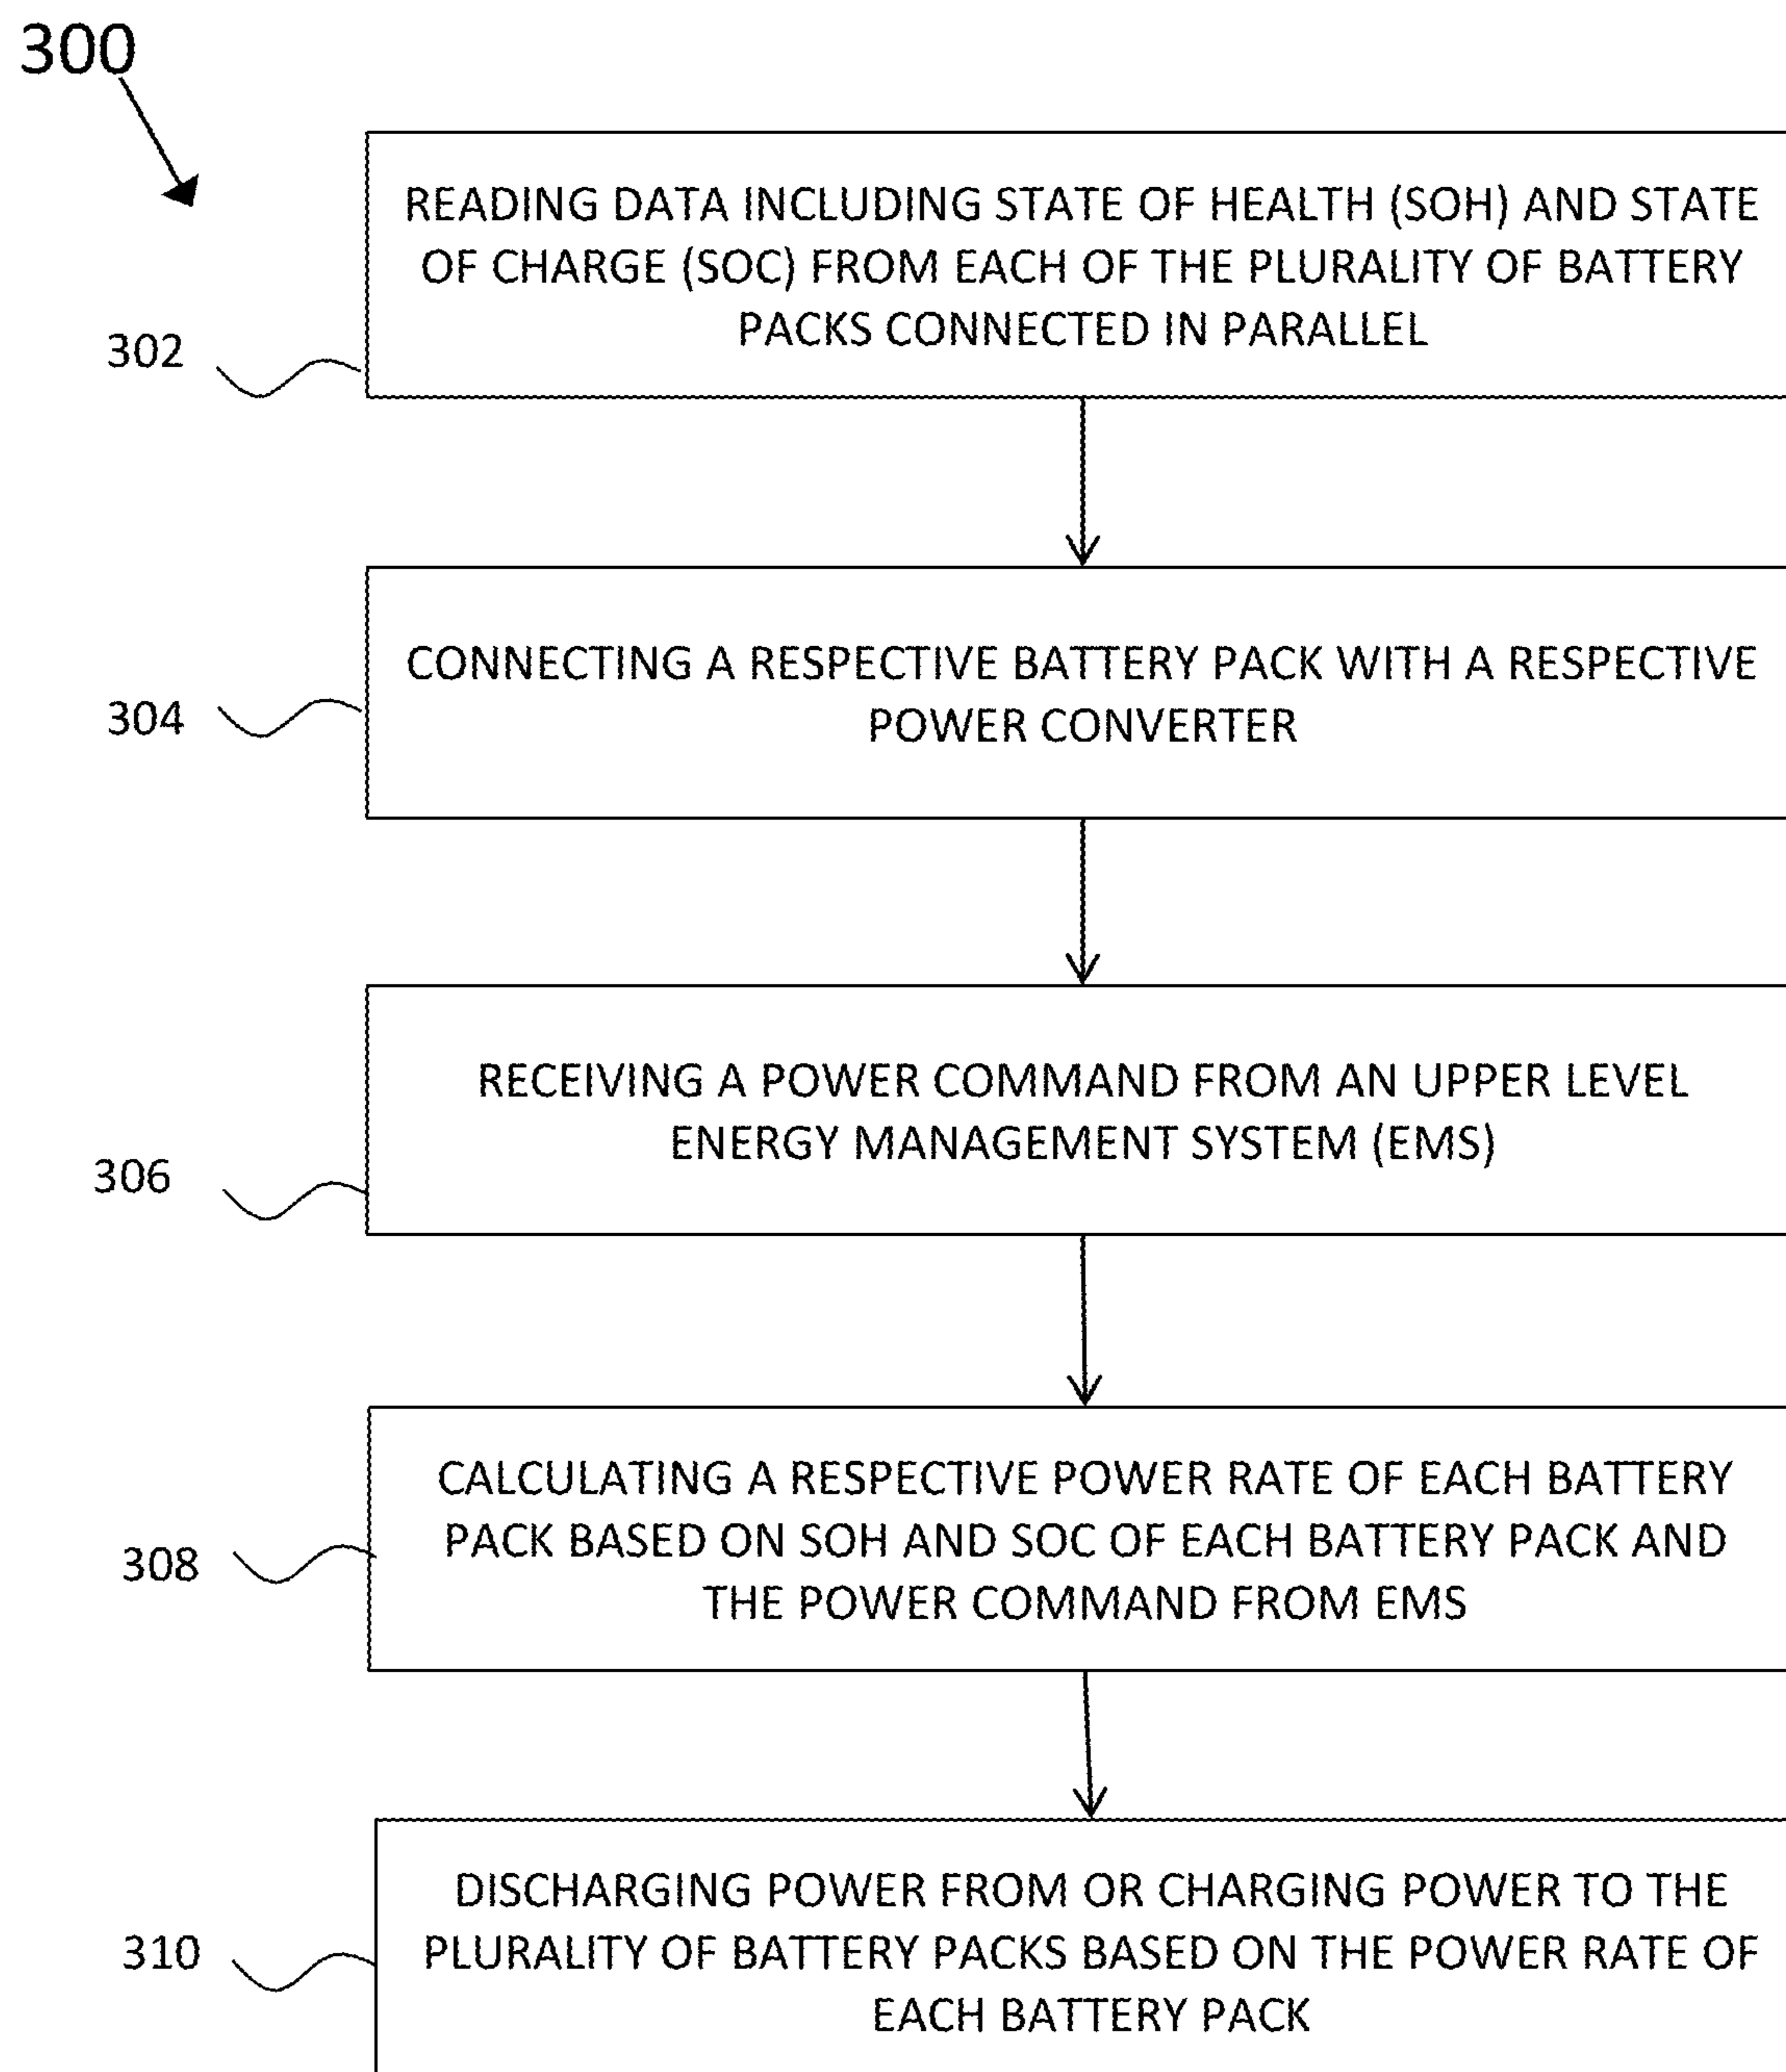 300
READING DATA INCLUDING STATE OF HEALTH (SOH) AND STATE
OF CHARGE (SOC) FROM EACH OF THE PLURALITY OF BATTERY
PACKS CONNECTED IN PARALLEL
302
CONNECTING A RESPECTIVE BATTERY PACK WITH A RESPECTIVE
POWER CONVERTER
304
RECEIVING A POWER COMMAND FROM AN UPPER LEVEL
ENERGY MANAGEMENT SYSTEM (EMS)
306
CALCULATING A RESPECTIVE POWER RATE OF EACH BATTERY
PACK BASED ON SOH AND SOC OF EACH BATTERY PACK AND
THE POWER COMMAND FROM EMS
308
DISCHARGING POWER FROM OR CHARGING POWER TO THE
PLURALITY OF BATTERY PACKS BASED ON THE POWER RATE OF
EACH BATTERY PACK
310